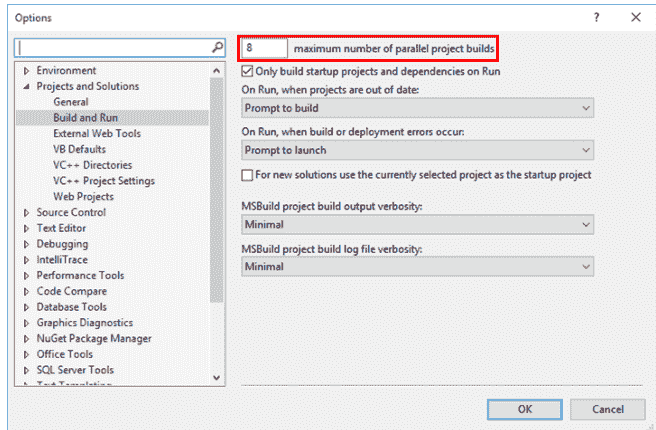 Options
?
8 maximum number of parallel project builds
Environment
Projects and Solutions
General
Build and Run
External Web Tools
VB Defaults
VC++ Directories
VC++ Project Settings
Web Projects
Source Control
Text Editor
Debugging
IntelliTrace
Performance Tools
Code Compare
Database Tools
Graphics Diagnostics
NuGet Package Manager
Office Tools
SQL Server Tools
Text Templating
Only build startup projects and dependencies on Run
On Run, when projects are out of date:
Prompt to build
On Run, when build or deployment errors occur:
Prompt to launch
For new solutions use the currently selected project as the startup project
MSBuild project build output verbosity:
Minimal
MSBuild project build log file verbosity:
Minimal
OK
Cancel